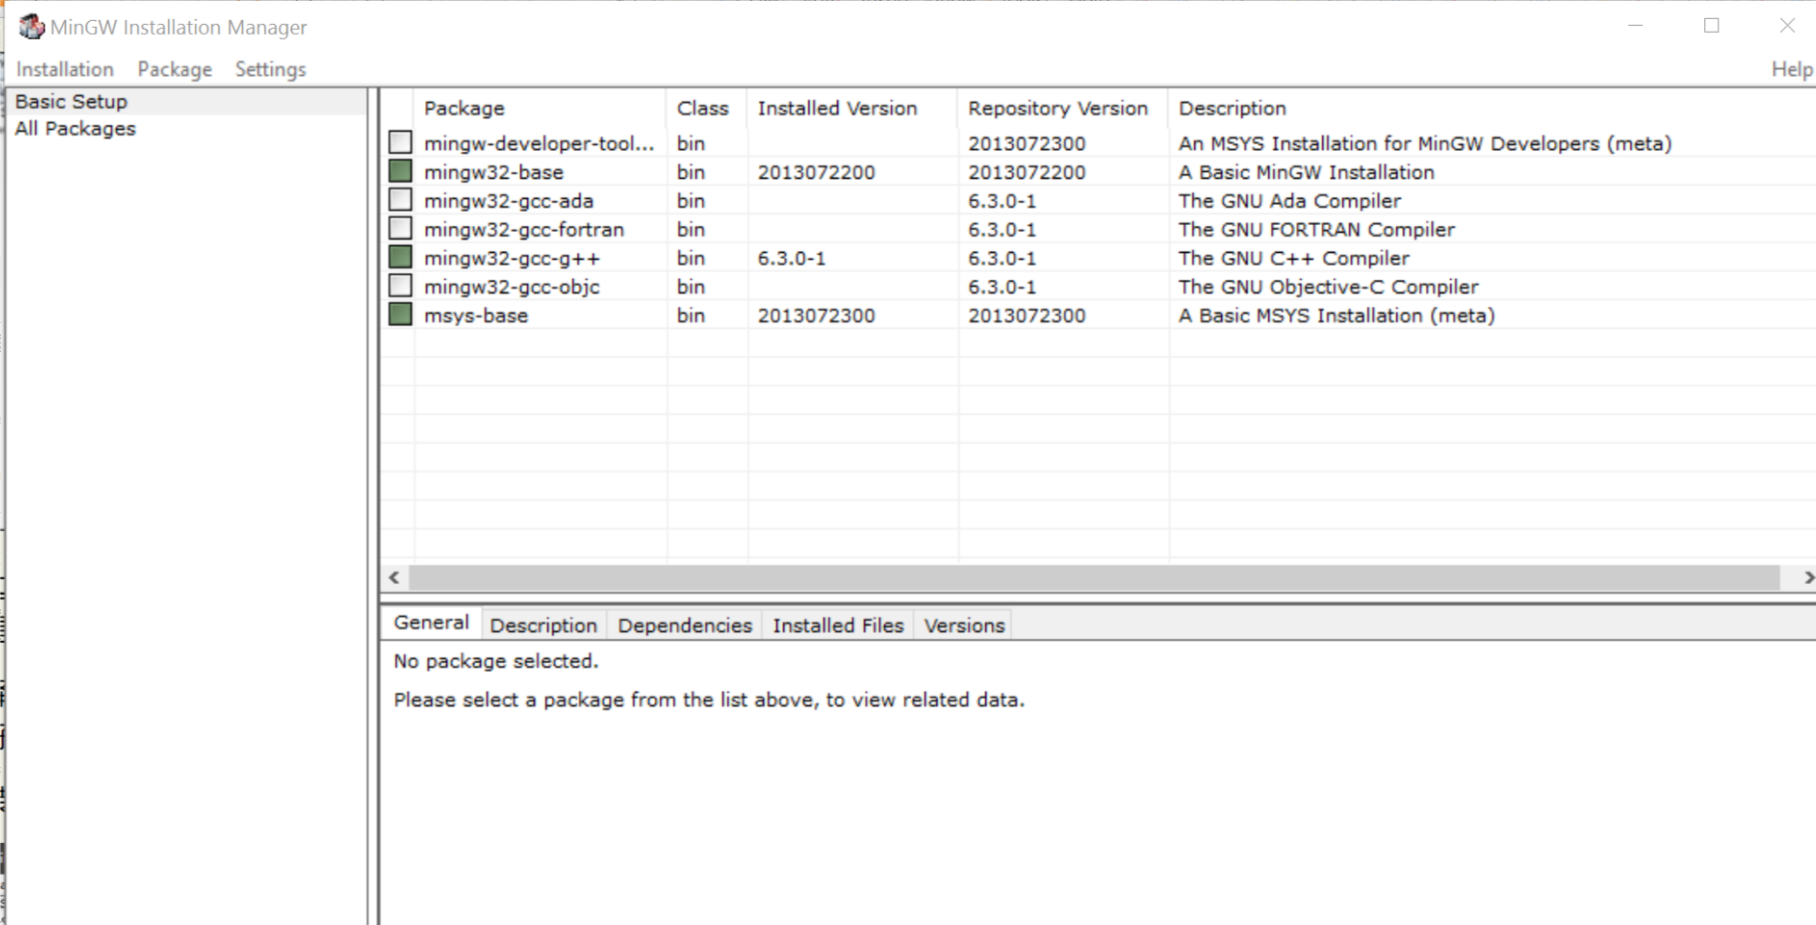 MinGW Installation Manager
Installation Package Settings Help
Basic Setup
All Packages
Package Class Installed Version Repository Version Description
mingw-developer-tool... bin 2013072300 An MSYS Installation for MinGW Developers (meta)
mingw32-base bin 2013072200 2013072200 A Basic MinGW Installation
mingw32-gcc-ada bin 6.3.0-1 The GNU Ada Compiler
mingw32-gcc-fortran bin 6.3.0-1 The GNU FORTRAN Compiler
mingw32-gcc-g++ bin 6.3.0-1 6.3.0-1 The GNU C++ Compiler
mingw32-gcc-objc bin 6.3.0-1 The GNU Objective-C Compiler
msys-base bin 2013072300 2013072300 A Basic MSYS Installation (meta)
General Description Dependencies Installed Files Versions
No package selected.
Please select a package from the list above, to view related data.